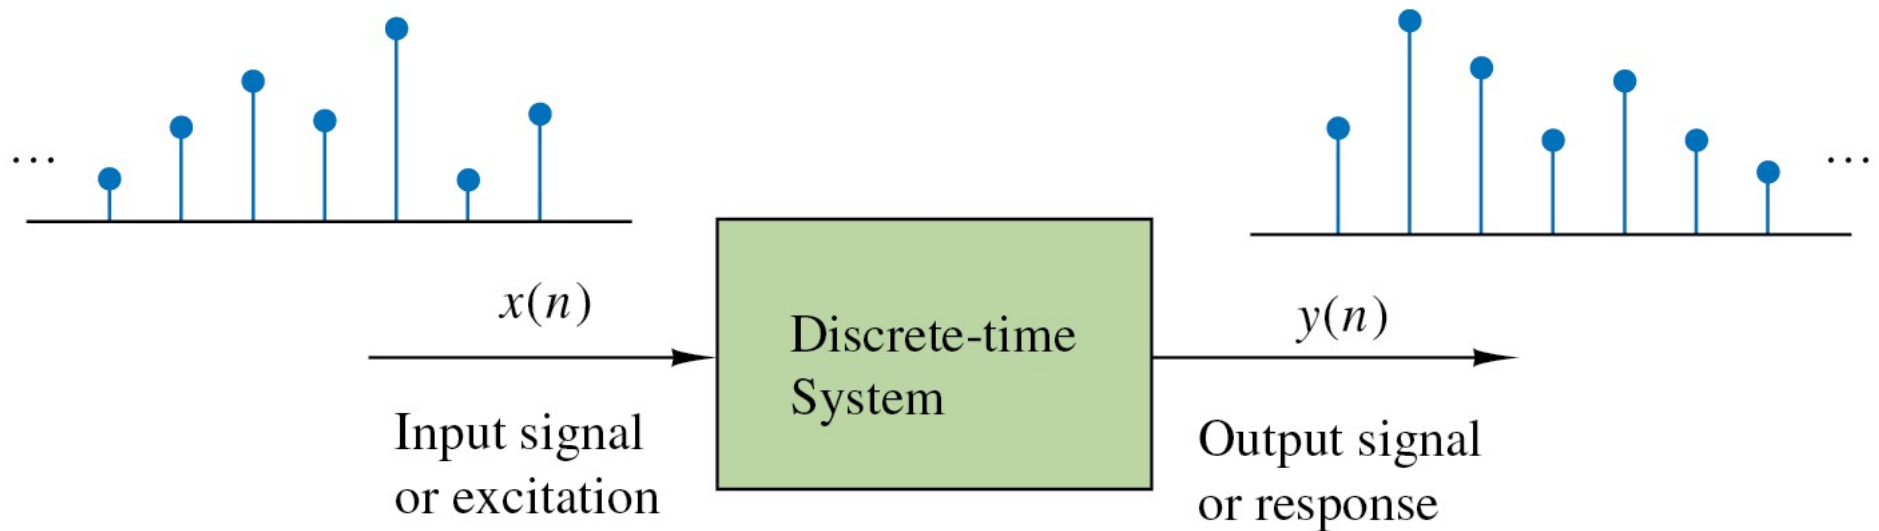 ...
...
x(n)
y(n)
Discrete-time
System
Input signal
or excitation
Output signal
or response